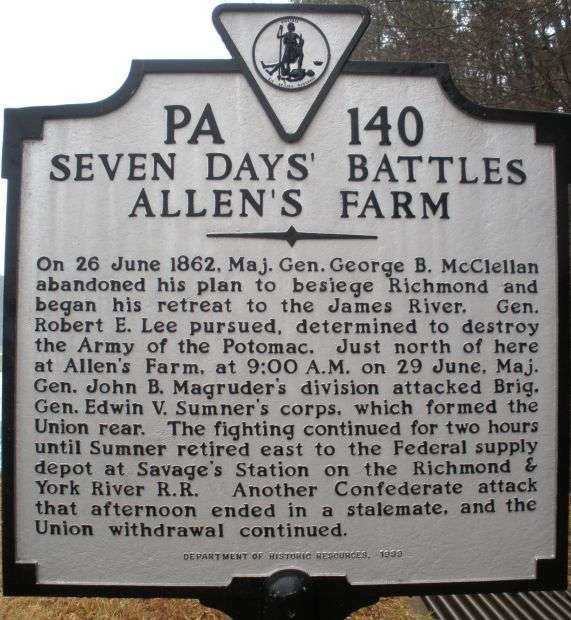 PA 140
SEVEN DAYS' BATTLES
ALLEN'S FARM
On 26 June 1862, Maj. Gen. George B. McClellan
abandoned his plan to besiege Richmond and
began his retreat to the James River. Gen.
Robert E. Lee pursued, determined to destroy
the Army of the Potomac. Just north of here
at Allen's Farm, at 9:00 A.M. on 29 June, Maj.
Gen. John B. Magruder's division attacked Brig.
Gen. Edwin V. Sumner's corps, which formed the
Union rear. The fighting continued for two hours
until Sumner retired east to the Federal supply
depot at Savage's Station on the Richmond &
York River R.R. Another Confederate attack
that afternoon ended in a stalemate, and the
Union withdrawal continued.
DEPARTMENT OF HISTORIC RESOURCES, 1999